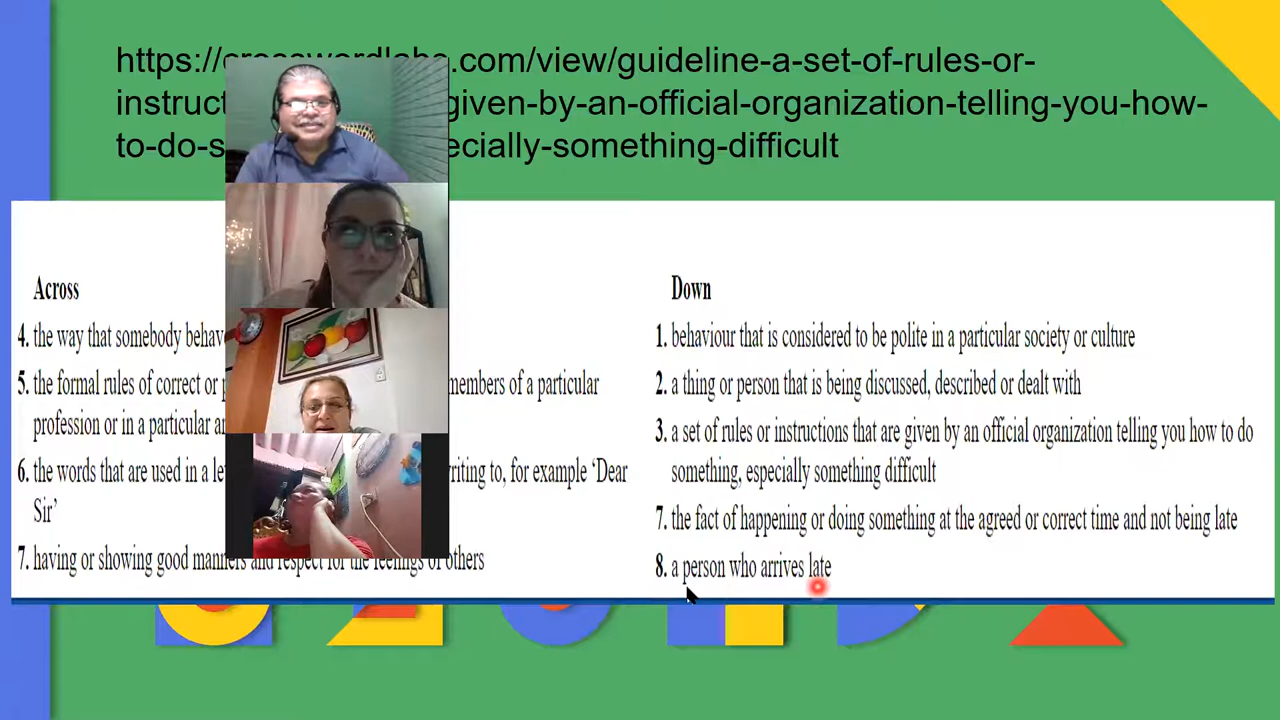 https://crosswordlabs.com/view/guideline-a-set-of-rules-or-
instruct given-by-an-official-organization-telling-you-how-
to-do-s ecially-something-difficult
Across
4. the way that somebody behav
5. the formal rules of correct or p members of a particular
profession or in a particular ar
6. the words that are used in a le riting to, for example ‘Dear
Sir’
7. having or showing good manners and respect for the feelings of others
Down
1. behaviour that is considered to be polite in a particular society or culture
2. a thing or person that is being discussed, described or dealt with
3. a set of rules or instructions that are given by an official organization telling you how to do
something, especially something difficult
7. the fact of happening or doing something at the agreed or correct time and not being late
8. a person who arrives late